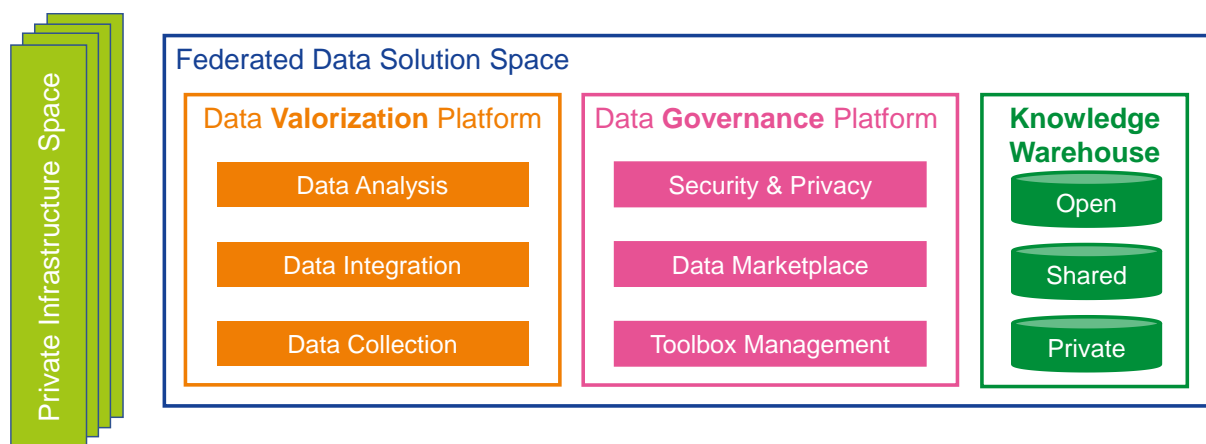 Private Infrastructure Space
Federated Data Solution Space
Data Valorization Platform
Data Analysis
Data Integration
Data Collection
Data Governance Platform
Security & Privacy
Data Marketplace
Toolbox Management
Knowledge
Warehouse
Open
Shared
Private